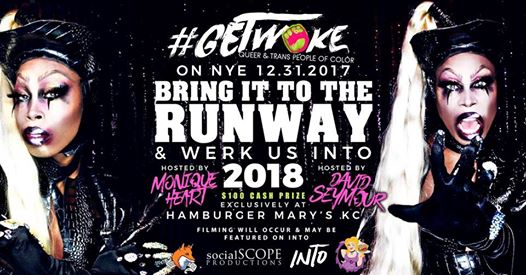 #GETWOKE
QUEER & TRANS PEOPLE OF COLOR
ON NYE 12.31.2017
BRING IT TO THE
RUNWAY
& WERK US INTO
HOSTED BY
MONIQUE
HEART
2018
$100 CASH PRIZE
HOSTED BY
DAVID
SEYMOUR
EXCLUSIVELY AT
HAMBURGER MARY'S KC
FILMING WILL OCCUR & MAY BE
FEATURED ON INTO
socialSCOPE
PRODUCTIONS
INTO